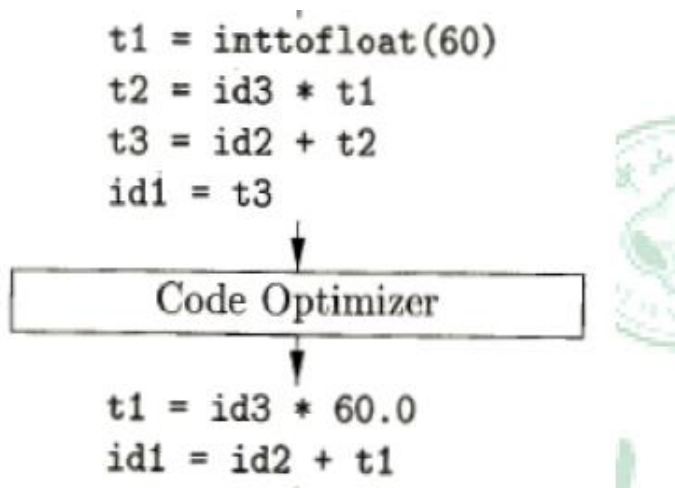 t1 = inttofloat(60)
t2 = id3 * t1
t3 = id2 + t2
id1 = t3
Code Optimizer
t1 = id3 * 60.0
id1 = id2 + t1